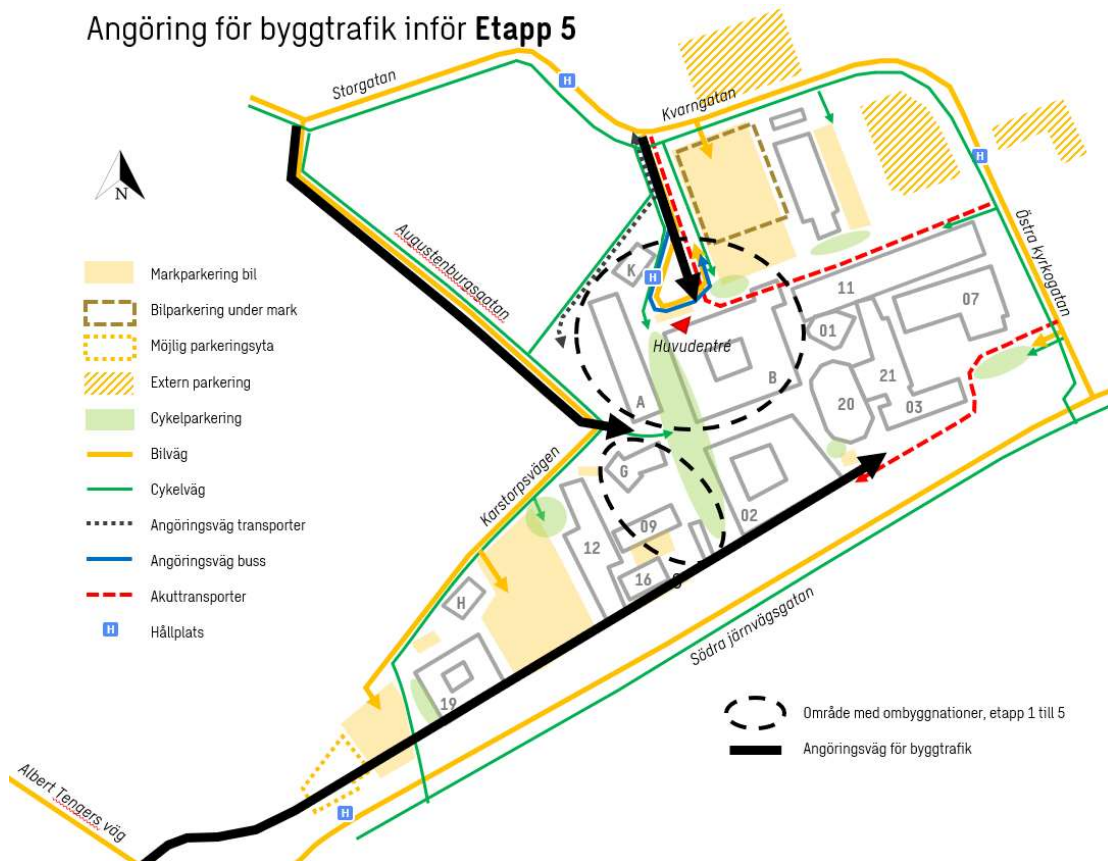 Angöring för byggtrafik inför Etapp 5
Storgatan
H
Kvarngatan
H
N
Augustenburgsgatan
Östra kyrkogatan
K
H
11
07
01
Huvudentré
B
21
A
20
03
Markparkering bil
Bilparkering under mark
Möjlig parkeringsyta
Extern parkering
Cykelparkering
Bilväg
Cykelväg
Angöringsväg transporter
Angöringsväg buss
Akuttransporter
H Hållplats
Karstorpsvägen
G
09
02
12
16
H
19
Södra järnvägsgatan
Område med ombyggnationer, etapp 1 till 5
Angöringsväg för byggtrafik
Albert Tengers väg
H